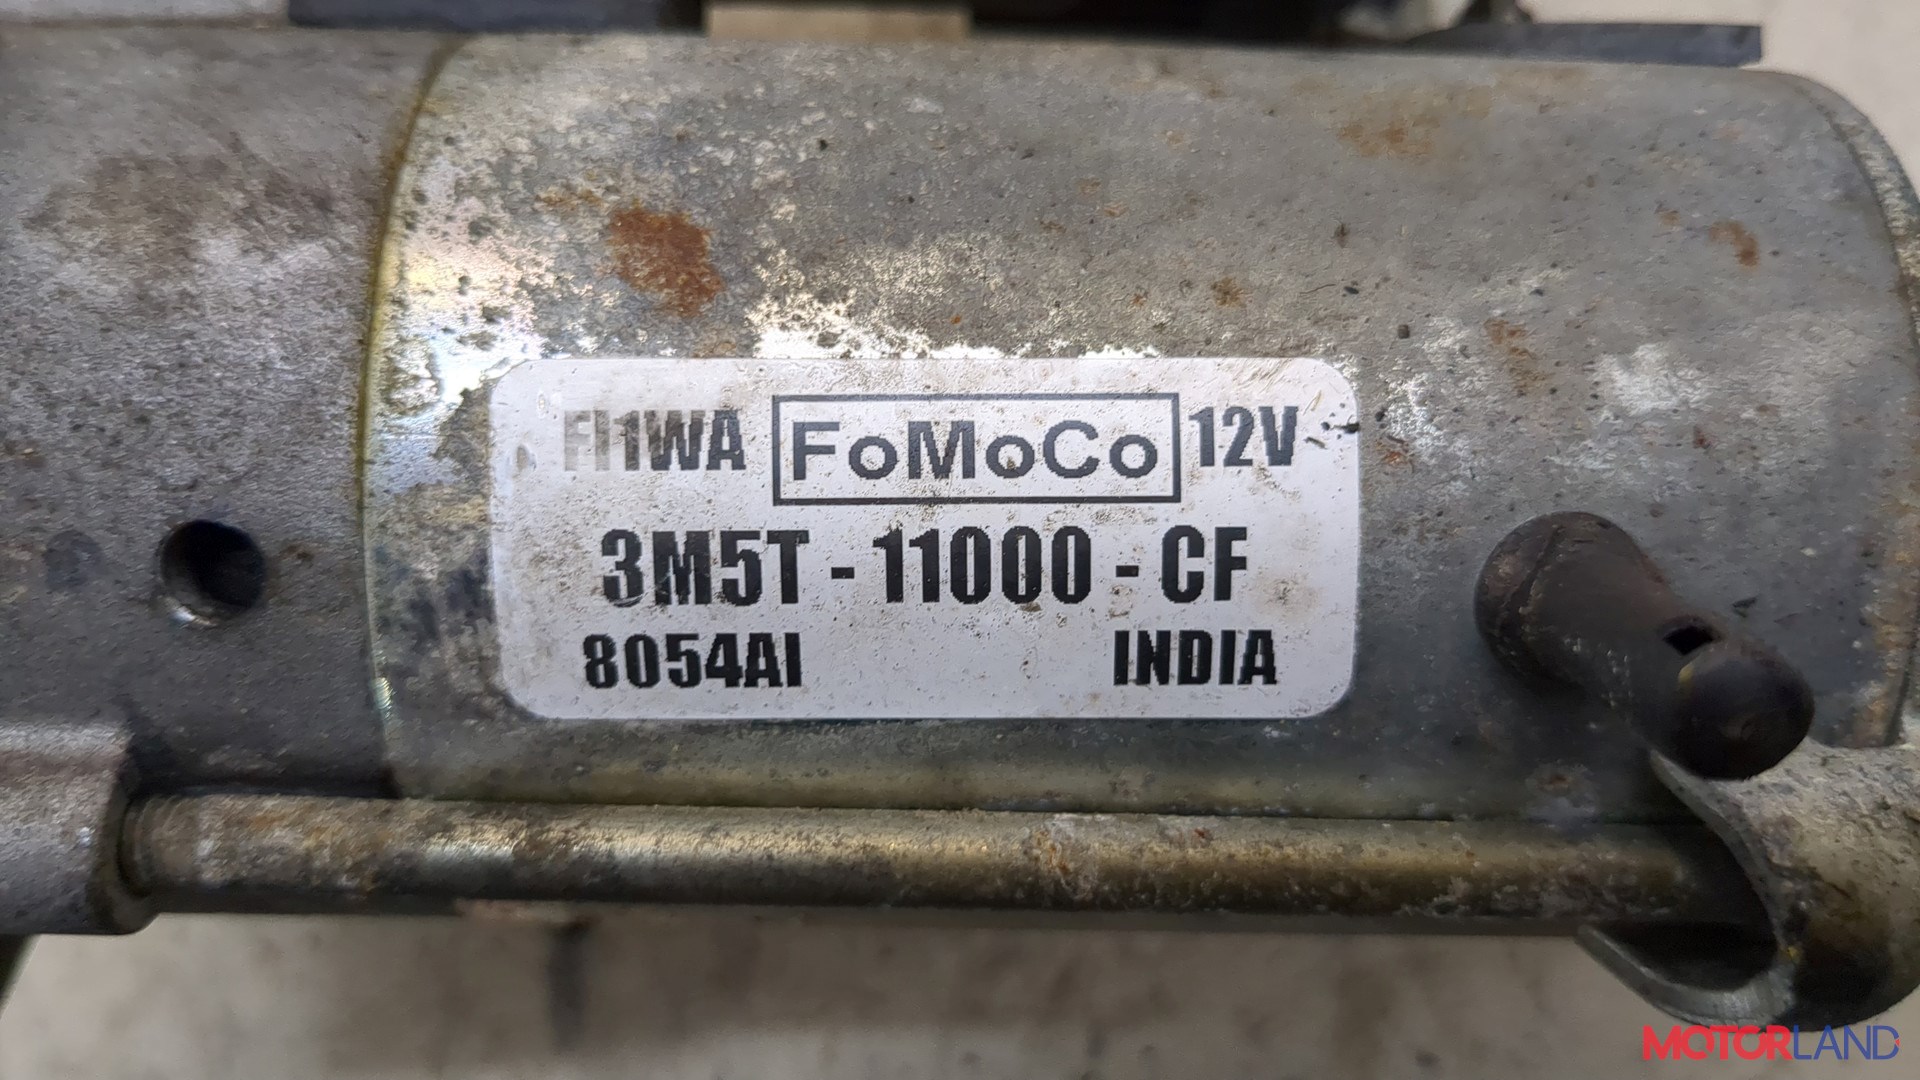 FI1WA FoMoCo 12V
3M5T - 11000 - CF
8054AI INDIA
MOTORLAND